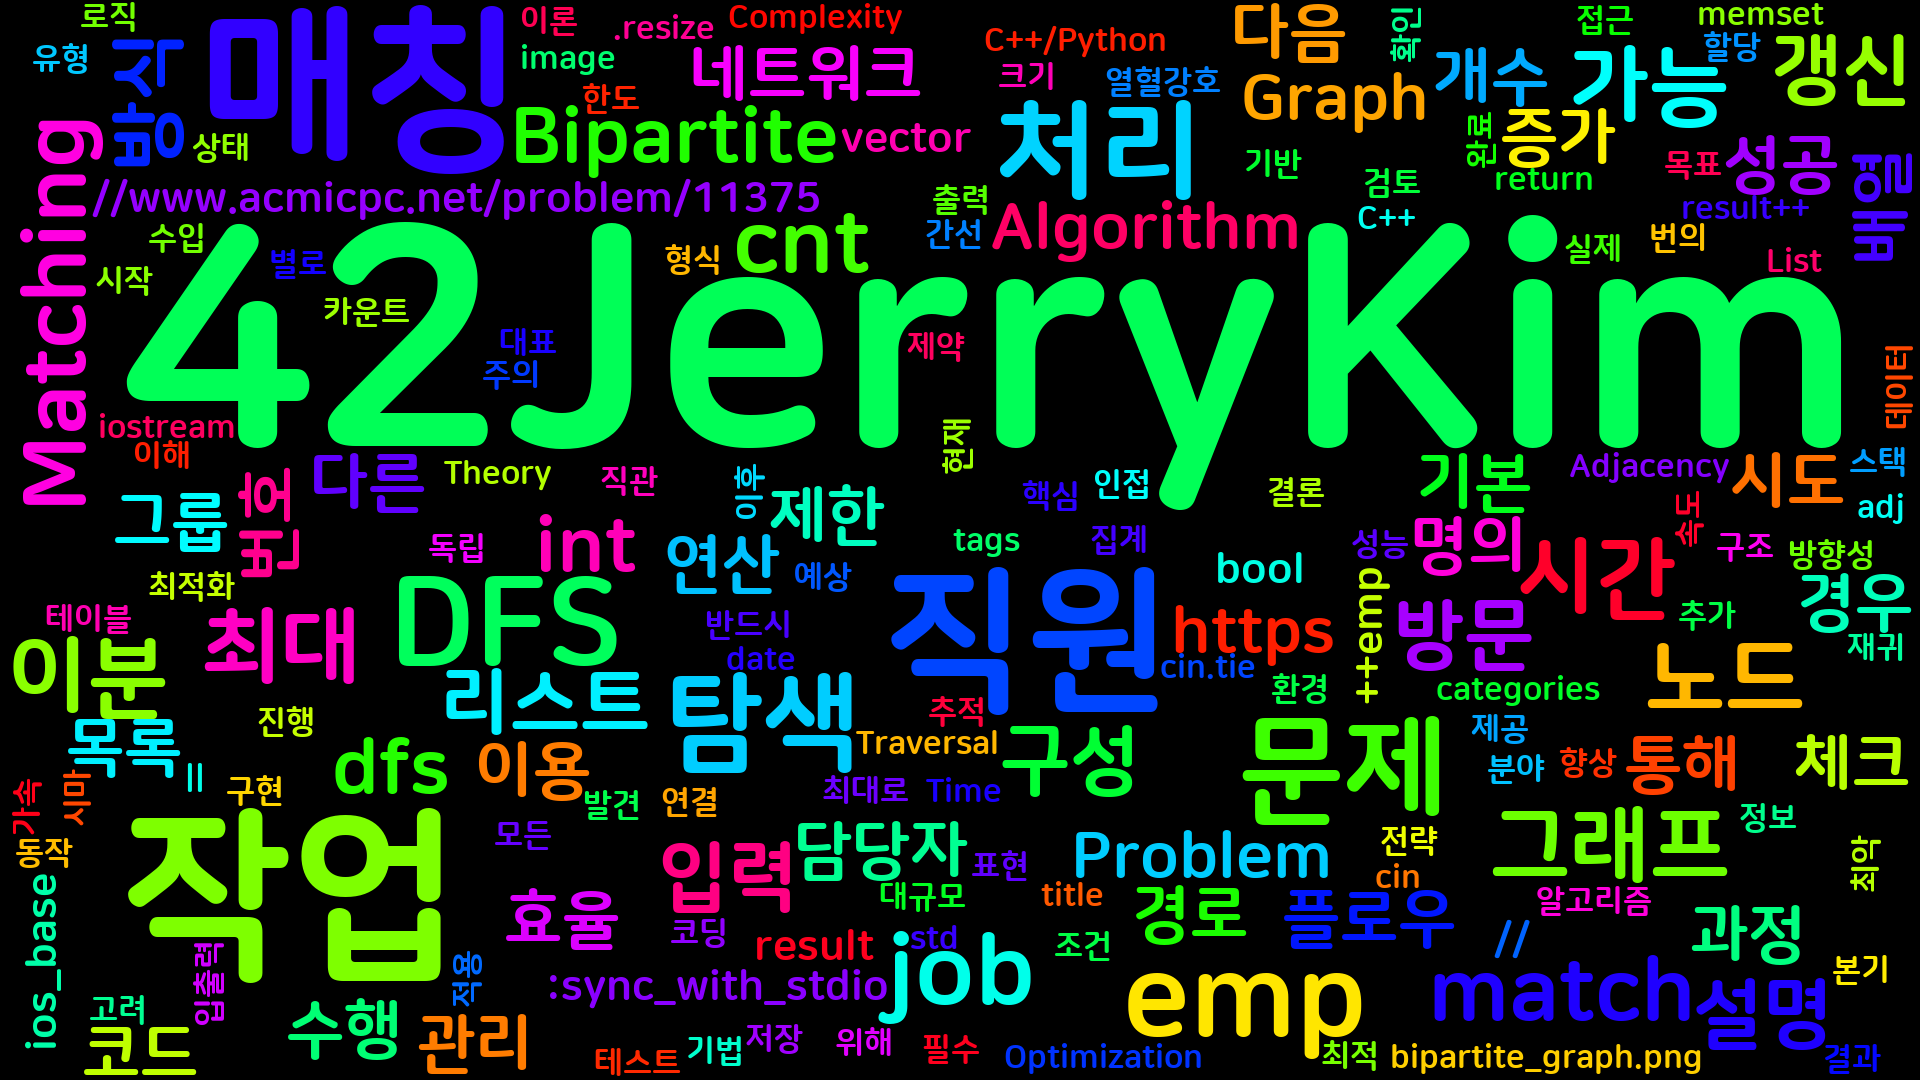 로직
유형
방식
매칭
상태
이론
.resize
Complexity
image
한도
네트워크
Bipartite
vector
C++/Python
크기
열혈강호
다음
Graph
확인
접근
memset
할당
개수
가능
갱신
Matching
//www.acmicpc.net/problem/11375
처리
기반
완료
증가
return
목표
성공
배열
검토
C++
result++
수입
시작
별로
카운트
형식
cnt
출력
간선
Algorithm
실제
번의
List
42JerryKim
대표
주의
제약
데이터
iostream
이해
다른
Theory
직관
이후
현재
핵심
인접
결론
기본
Adjacency
시도
스택
adj
그룹
번호
독립
int
연산
제한
예상
tags
집계
bool
성능
명의
시간
속도
구조
방향성
경우
최적화
테이블
최대
DFS
반드시
date
직원
https
cin.tie
++emp
방문
추가
재귀
이분
리스트
탐색
환경
categories
노드
목록
진행
=
구현
dfs
이용
발견
연결
추적
Traversal
최대로
Time
구성
문제
제공
분야
향상
통해
체크
가속
시마
동작
작업
모든
입력
담당자
표현
Problem
전략
그래프
정보
최악
ios_base
효율
코딩
result
대규모
std
title
조건
경로
cin
플로우
알고리즘
//
과정
본기
입출력
적용
:sync_with_stdio
job
emp
match
설명
고려
코드
수행
관리
테스트
기법
저장
위해
필수
Optimization
최적
bipartite_graph.png
결과